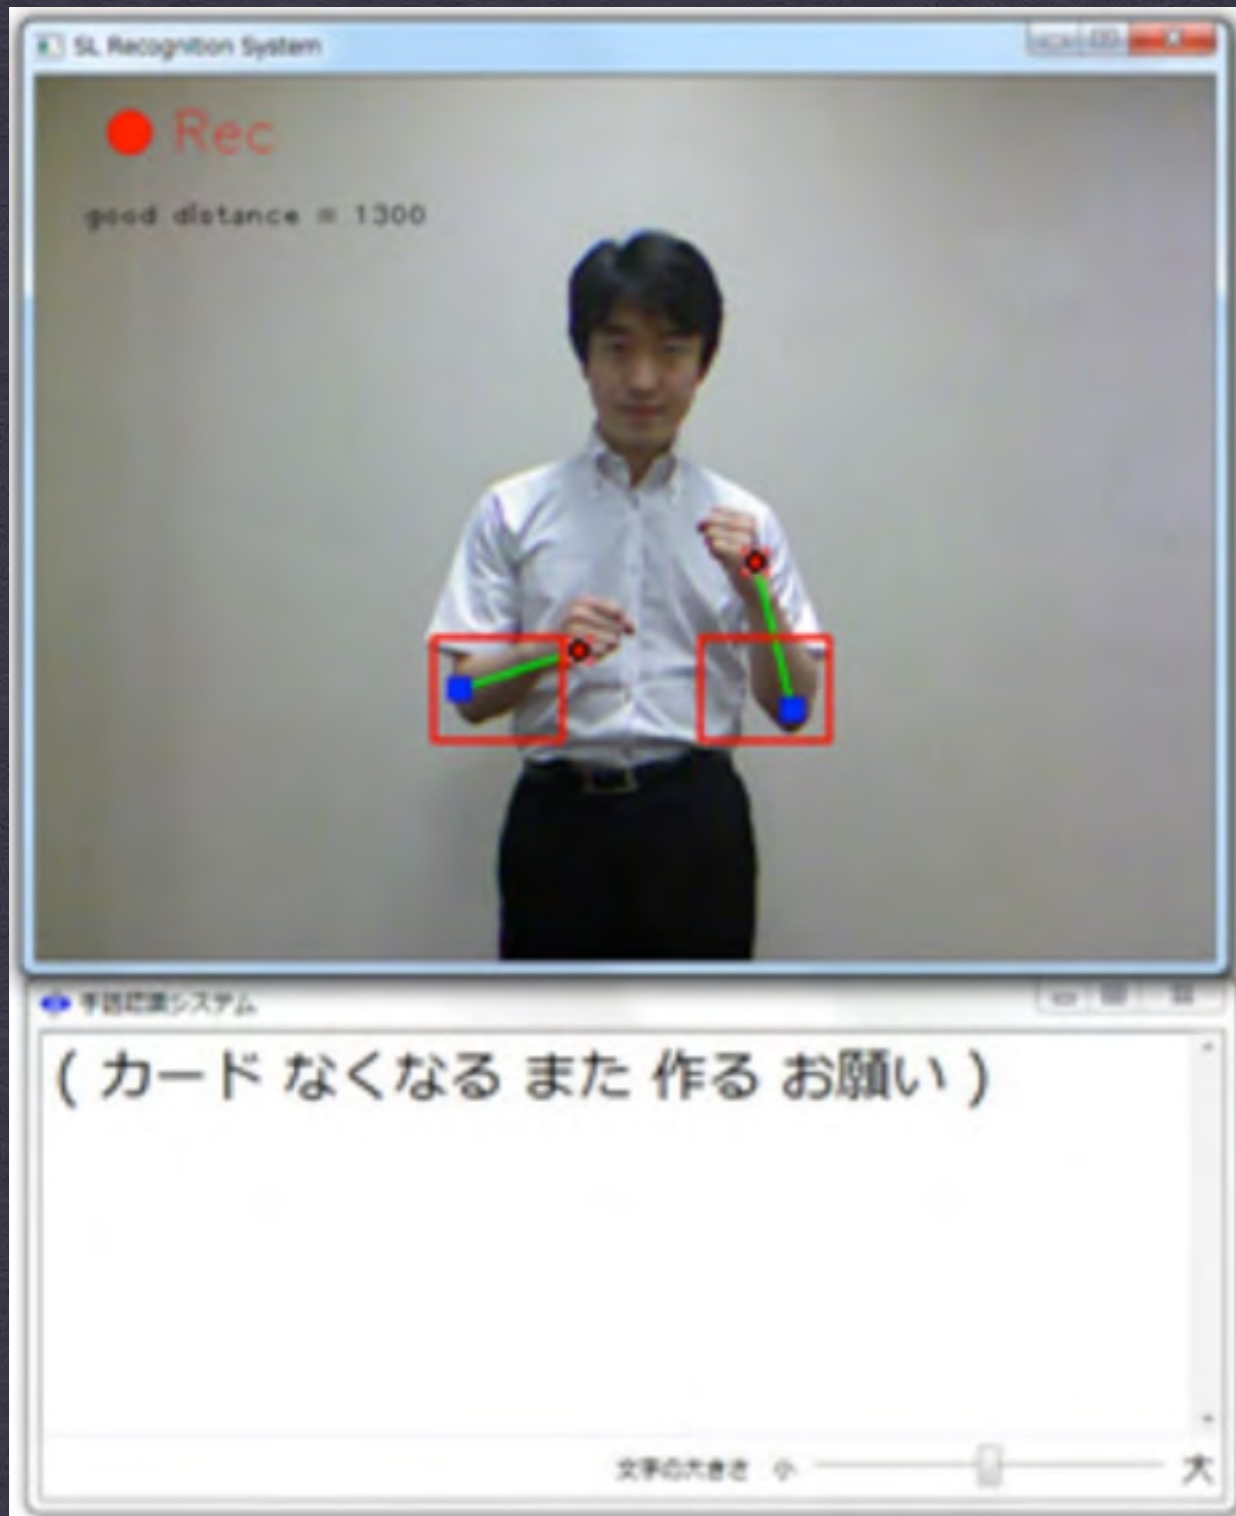 SL Recognition System
Rec
good distance = 1300
手話認識システム
( カード なくなる また 作る お願い )
文字の大きさ 小 大